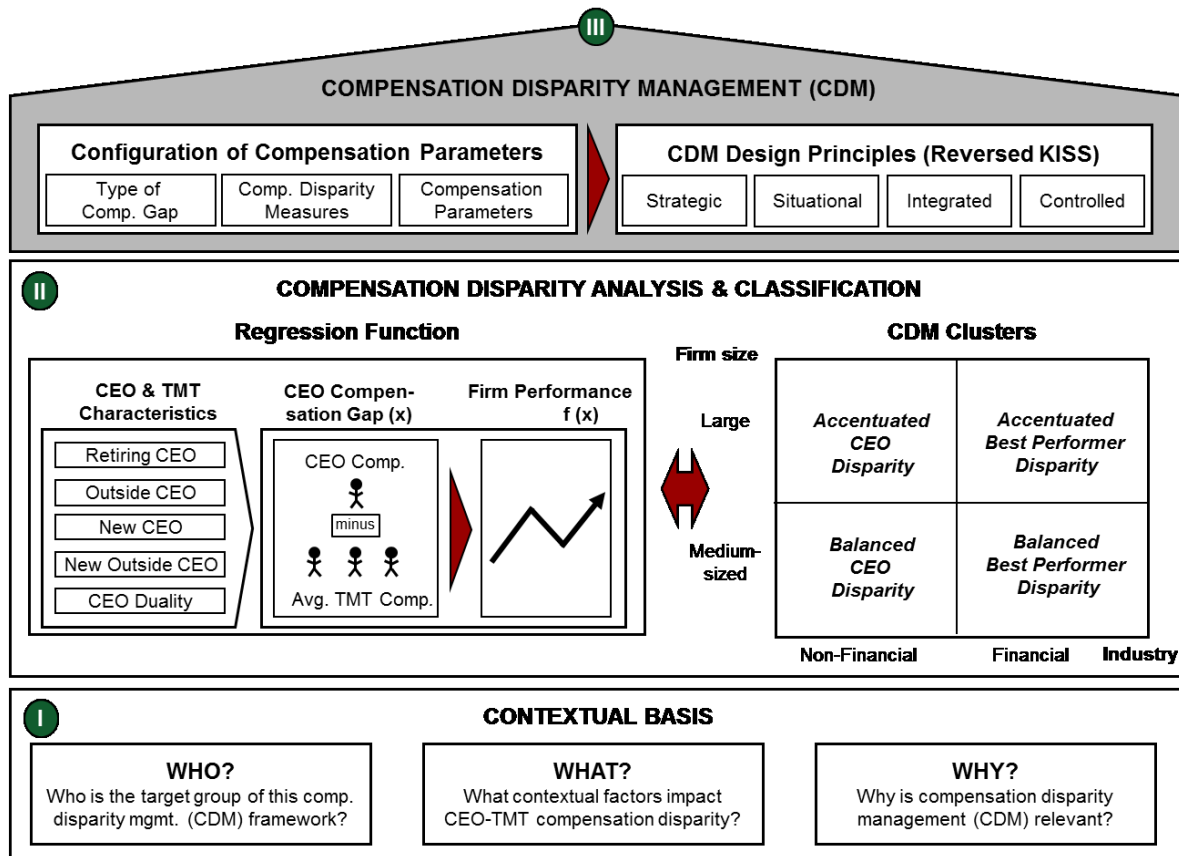 III
COMPENSATION DISPARITY MANAGEMENT (CDM)
Configuration of Compensation Parameters
Type of
Comp. Gap
Comp. Disparity
Measures
Compensation
Parameters
CDM Design Principles (Reversed KISS)
Strategic
Situational
Integrated
Controlled
II
COMPENSATION DISPARITY ANALYSIS & CLASSIFICATION
Regression Function
CEO & TMT
Characteristics
Retiring CEO
Outside CEO
New CEO
New Outside CEO
CEO Duality
CEO Compen-
sation Gap (x)
CEO Comp.
minus
Avg. TMT Comp.
Firm Performance
f (x)
CDM Clusters
Firm size
Large
Accentuated
CEO
Disparity
Accentuated
Best Performer
Disparity
Medium-
sized
Balanced
CEO
Disparity
Balanced
Best Performer
Disparity
Non-Financial
Financial
Industry
I
CONTEXTUAL BASIS
WHO?
Who is the target group of this comp.
disparity mgmt. (CDM) framework?
WHAT?
What contextual factors impact
CEO-TMT compensation disparity?
WHY?
Why is compensation disparity
management (CDM) relevant?